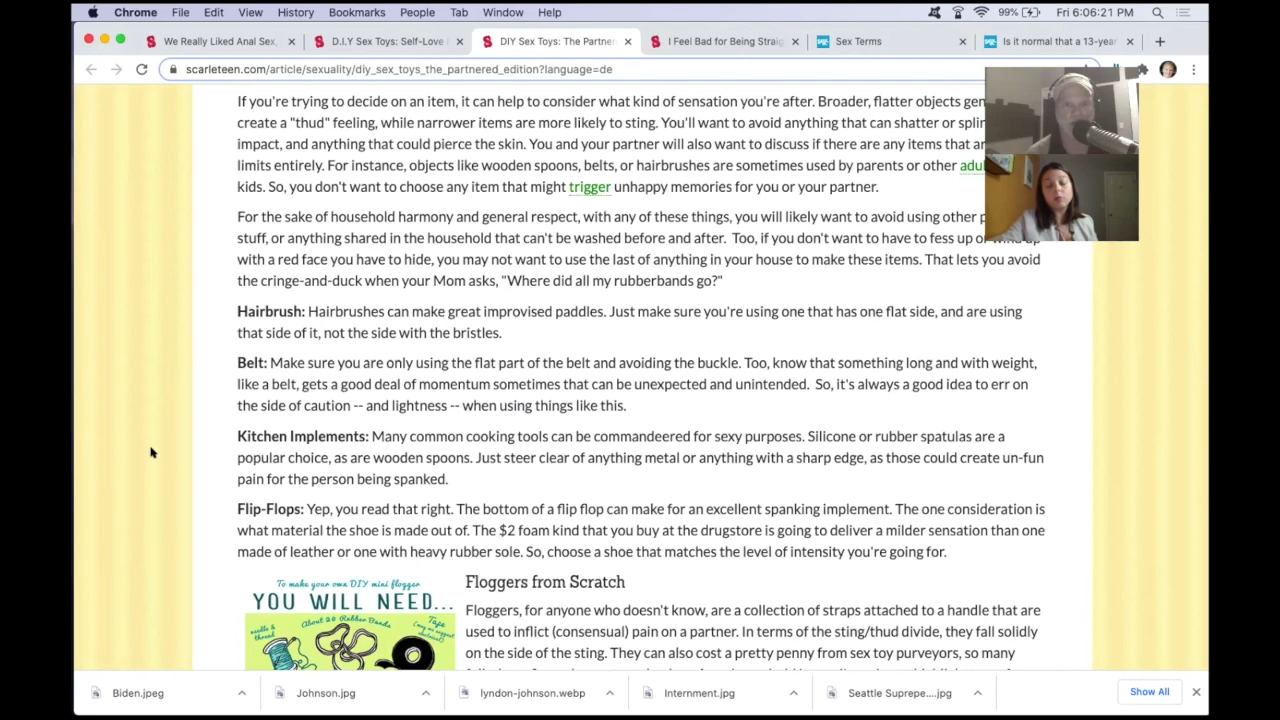 Chrome File Edit View History Bookmarks People Tab Window Help 99% Fri 6:06:21 PM
We Really Liked Anal Sex, D.I.Y Sex Toys: Self-Love DIY Sex Toys: The Partner I Feel Bad for Being Straig Sex Terms Is it normal that a 13-year
scarleteen.com/article/sexuality/diy_sex_toys_the_partnered_edition?language=de
If you're trying to decide on an item, it can help to consider what kind of sensation you're after. Broader, flatter objects gen
create a "thud" feeling, while narrower items are more likely to sting. You'll want to avoid anything that can shatter or splin
impact, and anything that could pierce the skin. You and your partner will also want to discuss if there are any items that ar
limits entirely. For instance, objects like wooden spoons, belts, or hairbrushes are sometimes used by parents or other adu
kids. So, you don't want to choose any item that might trigger unhappy memories for you or your partner.
For the sake of household harmony and general respect, with any of these things, you will likely want to avoid using other p
stuff, or anything shared in the household that can't be washed before and after. Too, if you don't want to have to fess up or wind up
with a red face you have to hide, you may not want to use the last of anything in your house to make these items. That lets you avoid
the cringe-and-duck when your Mom asks, "Where did all my rubberbands go?"
Hairbrush: Hairbrushes can make great improvised paddles. Just make sure you're using one that has one flat side, and are using
that side of it, not the side with the bristles.
Belt: Make sure you are only using the flat part of the belt and avoiding the buckle. Too, know that something long and with weight,
like a belt, gets a good deal of momentum sometimes that can be unexpected and unintended. So, it's always a good idea to err on
the side of caution -- and lightness -- when using things like this.
Kitchen Implements: Many common cooking tools can be commandeered for sexy purposes. Silicone or rubber spatulas are a
popular choice, as are wooden spoons. Just steer clear of anything metal or anything with a sharp edge, as those could create un-fun
pain for the person being spanked.
Flip-Flops: Yep, you read that right. The bottom of a flip flop can make for an excellent spanking implement. The one consideration is
what material the shoe is made out of. The $2 foam kind that you buy at the drugstore is going to deliver a milder sensation than one
made of leather or one with heavy rubber sole. So, choose a shoe that matches the level of intensity you're going for.
To make your own DIY mini flogger
YOU WILL NEED...
About 20 Rubber Bands
needle &
thread
Tape
Floggers from Scratch
Floggers, for anyone who doesn't know, are a collection of straps attached to a handle that are
used to inflict (consensual) pain on a partner. In terms of the sting/thud divide, they fall solidly
on the side of the sting. They can also cost a pretty penny from sex toy purveyors, so many
Biden.jpeg Johnson.jpg lyndon-johnson.webp Internment.jpg Seattle Suprepe....jpg Show All